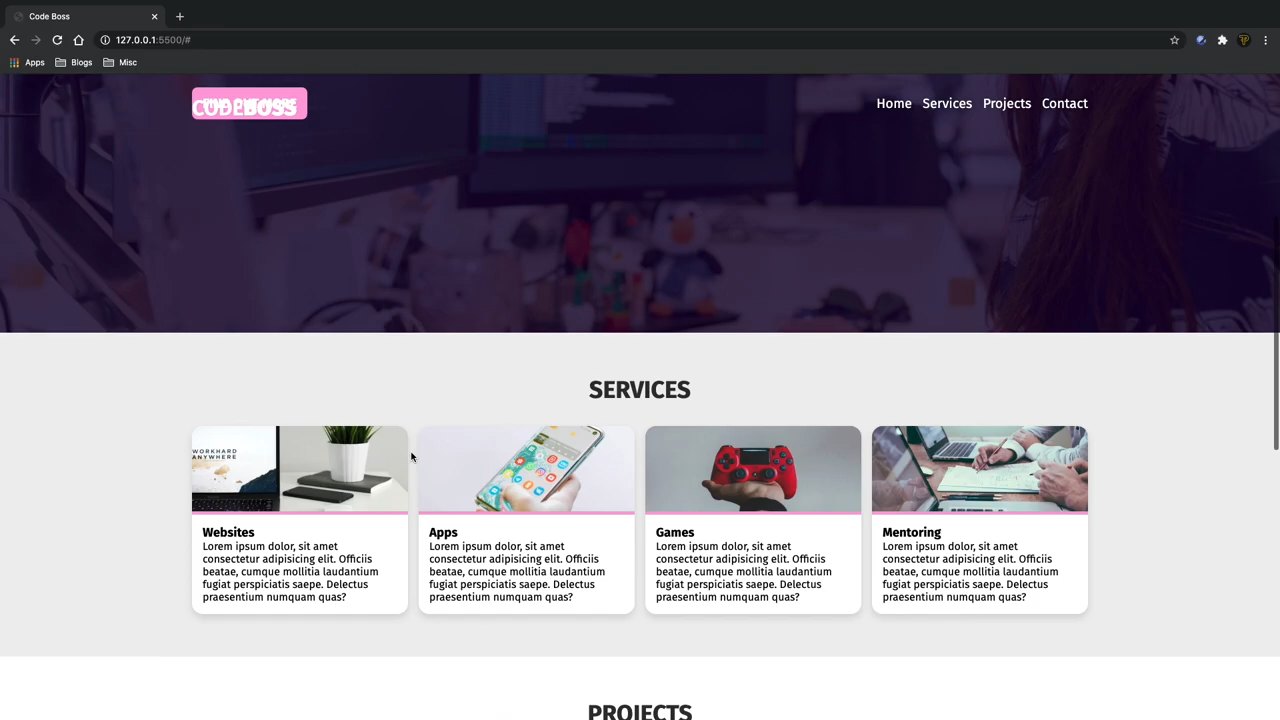 Code Boss
127.0.0.1:5500/#
Apps Blogs Misc
CODEBOSS
Home Services Projects Contact
SERVICES
WORKHARD
ANYWHERE
Websites
Lorem ipsum dolor, sit amet
consectetur adipisicing elit. Officiis
beatae, cumque mollitia laudantium
fugiat perspiciatis saepe. Delectus
praesentium numquam quas?
Apps
Lorem ipsum dolor, sit amet
consectetur adipisicing elit. Officiis
beatae, cumque mollitia laudantium
fugiat perspiciatis saepe. Delectus
praesentium numquam quas?
Games
Lorem ipsum dolor, sit amet
consectetur adipisicing elit. Officiis
beatae, cumque mollitia laudantium
fugiat perspiciatis saepe. Delectus
praesentium numquam quas?
Mentoring
Lorem ipsum dolor, sit amet
consectetur adipisicing elit. Officiis
beatae, cumque mollitia laudantium
fugiat perspiciatis saepe. Delectus
praesentium numquam quas?
PROJECTS